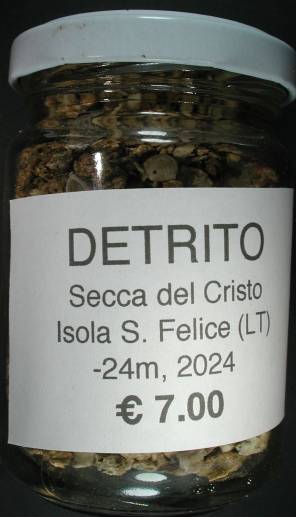 DETRITO
Secca del Cristo
Isola S. Felice (LT)
-24m, 2024
€ 7.00